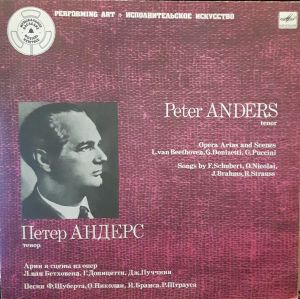 PERFORMING ART • ИСПОЛНИТЕЛЬСКОЕ ИСКУССТВО
Peter ANDERS
tenor
Opera Arias and Scenes
L.van Beethoven, G.Donizetti, G.Puccini
Songs by F.Schubert, O.Nicolai,
J.Brahms, R.Strauss
Петер АНДЕРС
тенор
Арии и сцены из опер
Л.ван Бетховена, Г.Доницетти, Дж.Пуччини
Песни Ф.Шуберта, О.Николаи, И.Брамса, Р.Штрауса